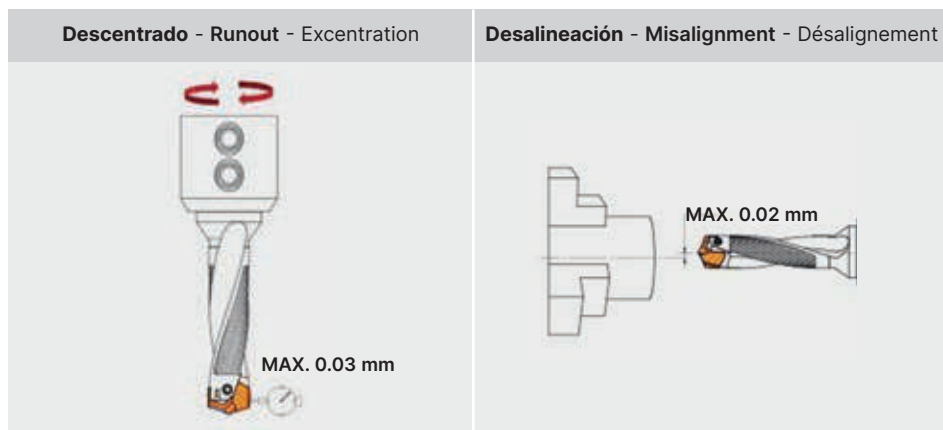 Descentrado - Runout - Excentration
Desalineación - Misalignment - Désalignement
MAX. 0.02 mm
MAX. 0.03 mm